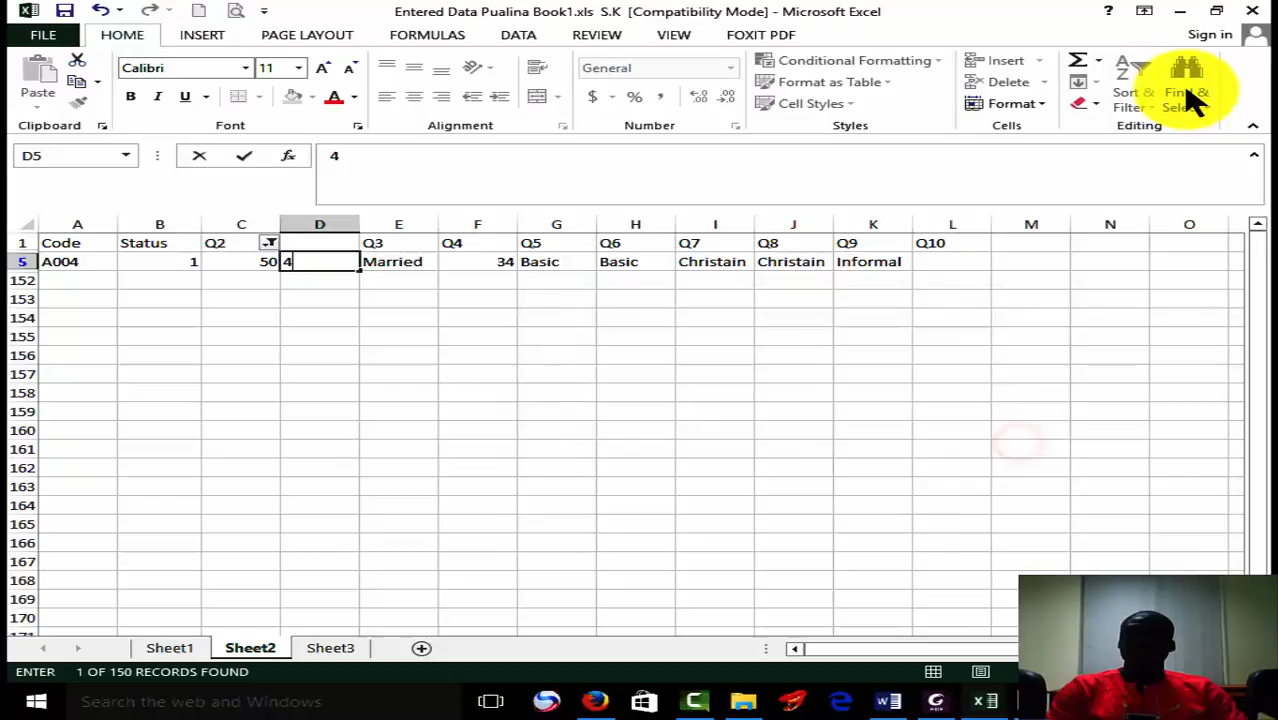 Entered Data Pualina Book1.xls  S.K  [Compatibility Mode] - Microsoft Excel
FILE HOME INSERT PAGE LAYOUT FORMULAS DATA REVIEW VIEW FOXIT PDF Sign in
Paste Calibri 11 General Conditional Formatting Insert Sort & Filter Find &
B I U A $ % Format as Table Delete
Cell Styles Format
Clipboard Font Alignment Number Styles Cells Editing
D5 fx 4
A B C D E F G H I J K L M N O
1 Code Status Q2 Q3 Q4 Q5 Q6 Q7 Q8 Q9 Q10
5 A004 1 50 4 Married 34 Basic Basic Christain Christain Informal
152
153
154
155
156
157
158
159
160
161
162
163
164
165
166
167
168
169
170
Sheet1 Sheet2 Sheet3
ENTER 1 OF 150 RECORDS FOUND
Search the web and Windows